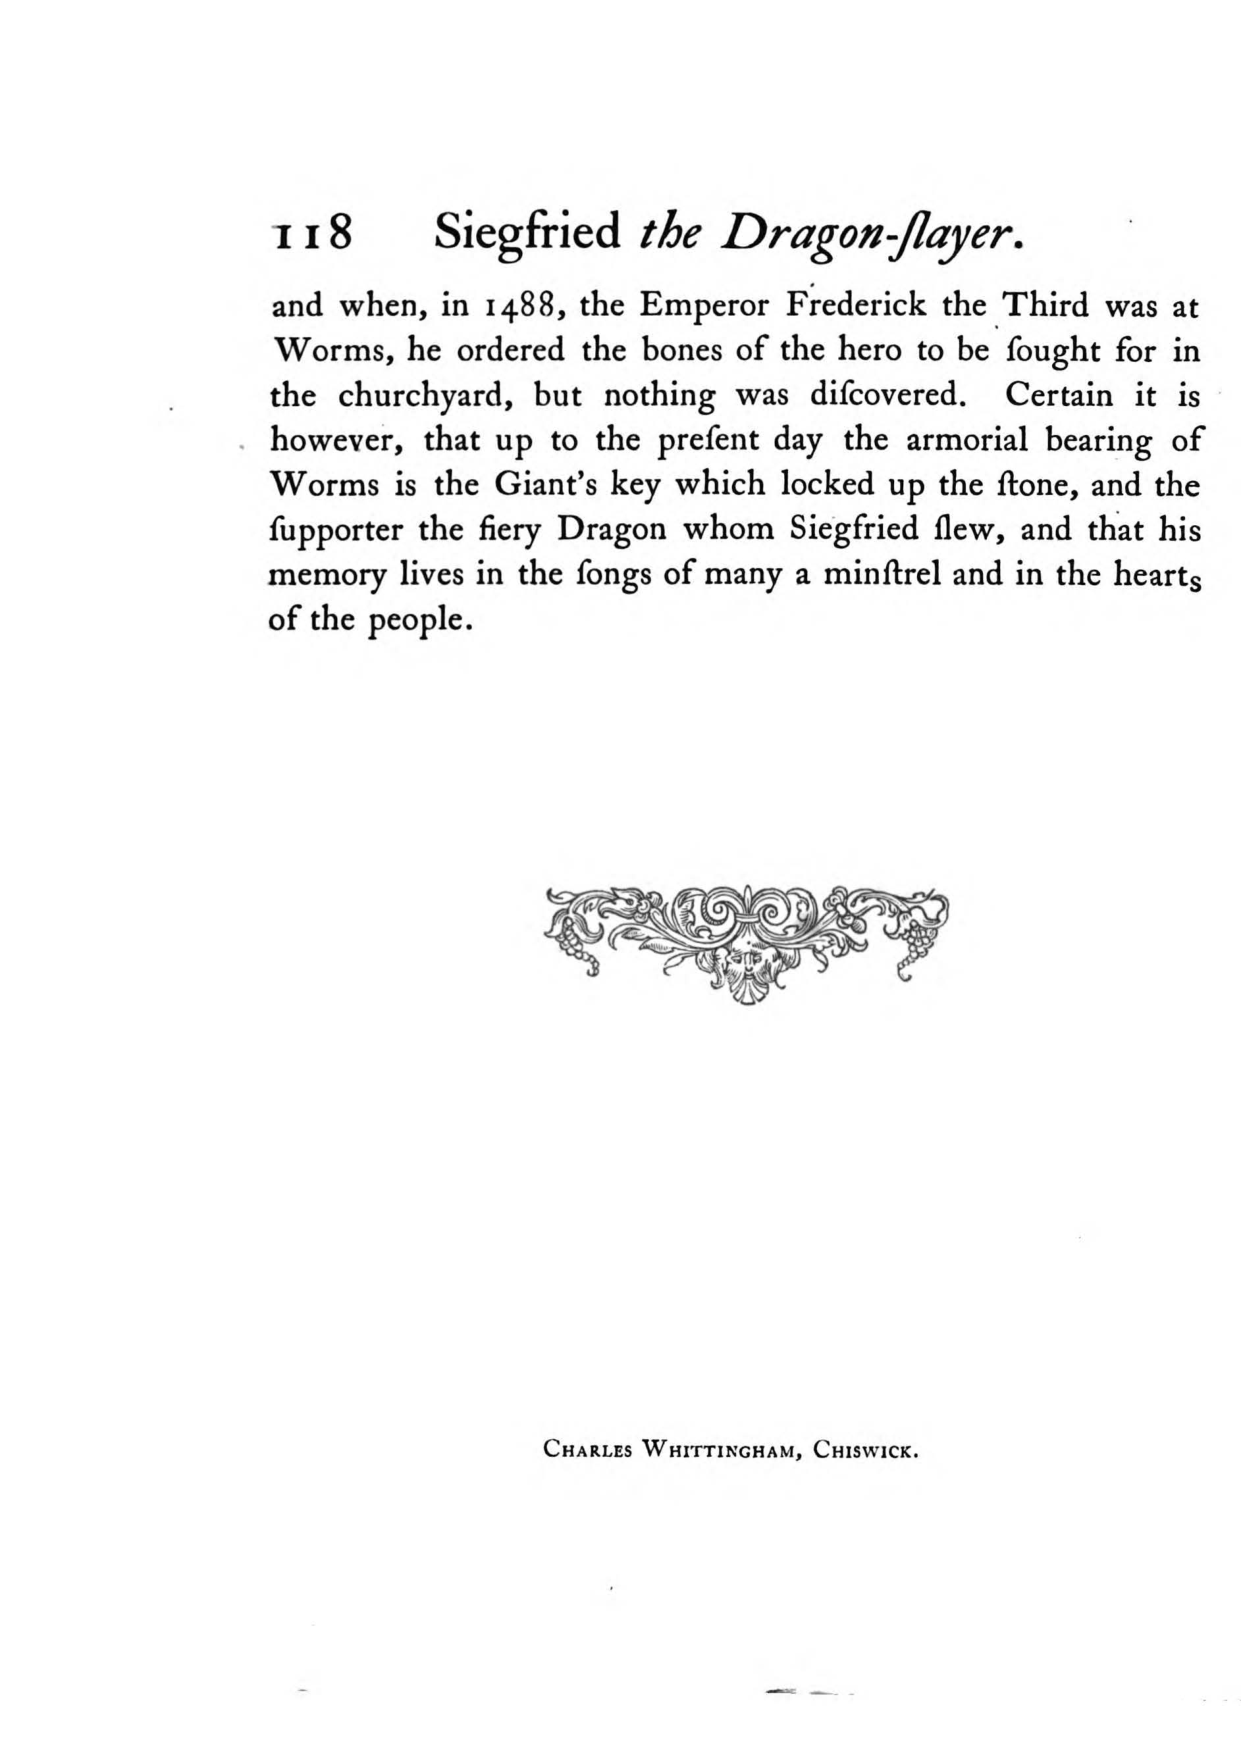 118 Siegfried the Dragon-ſlayer.
and when, in 1488, the Emperor Frederick the Third was at
Worms, he ordered the bones of the hero to be ſought for in
the churchyard, but nothing was diſcovered. Certain it is
however, that up to the preſent day the armorial bearing of
Worms is the Giant's key which locked up the ſtone, and the
ſupporter the fiery Dragon whom Siegfried ſlew, and that his
memory lives in the ſongs of many a minſtrel and in the hearts
of the people.
CHARLES WHITTINGHAM, CHISWICK.